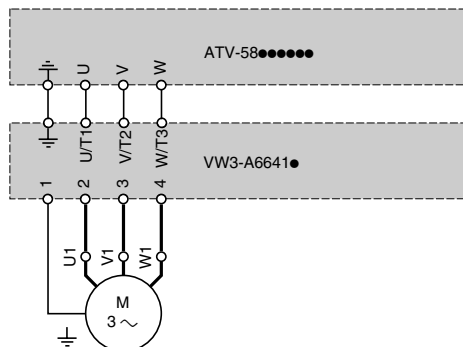 ATV-58●●●●●●
U V W
U/T1 V/T2 W/T3
VW3-A6641●
1 2 3 4
U1 V1 W1
M
3 ∼